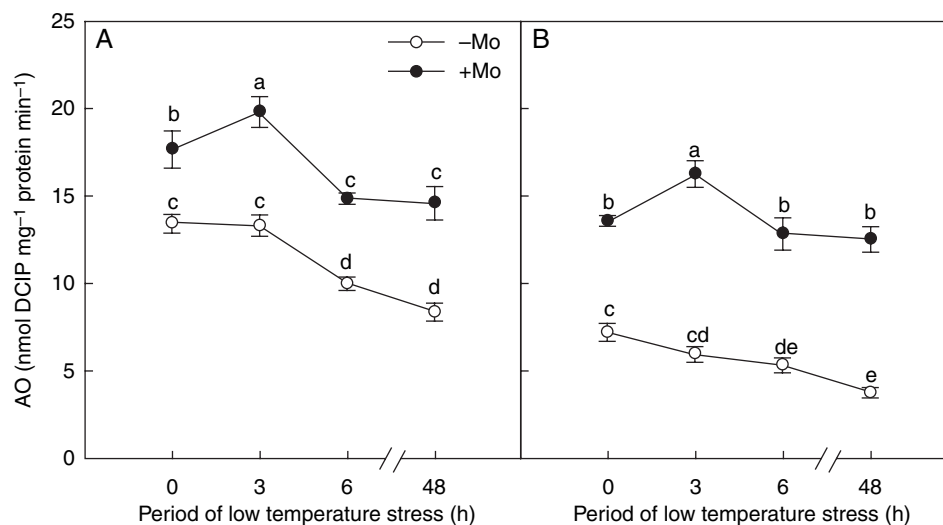 A
B
–Mo
+Mo
AO (nmol DCIP mg⁻¹ protein min⁻¹)
25
20
15
10
5
0
b
a
c
c
c
c
d
d
b
a
b
b
c
cd
de
e
0 3 6 48
0 3 6 48
Period of low temperature stress (h)
Period of low temperature stress (h)